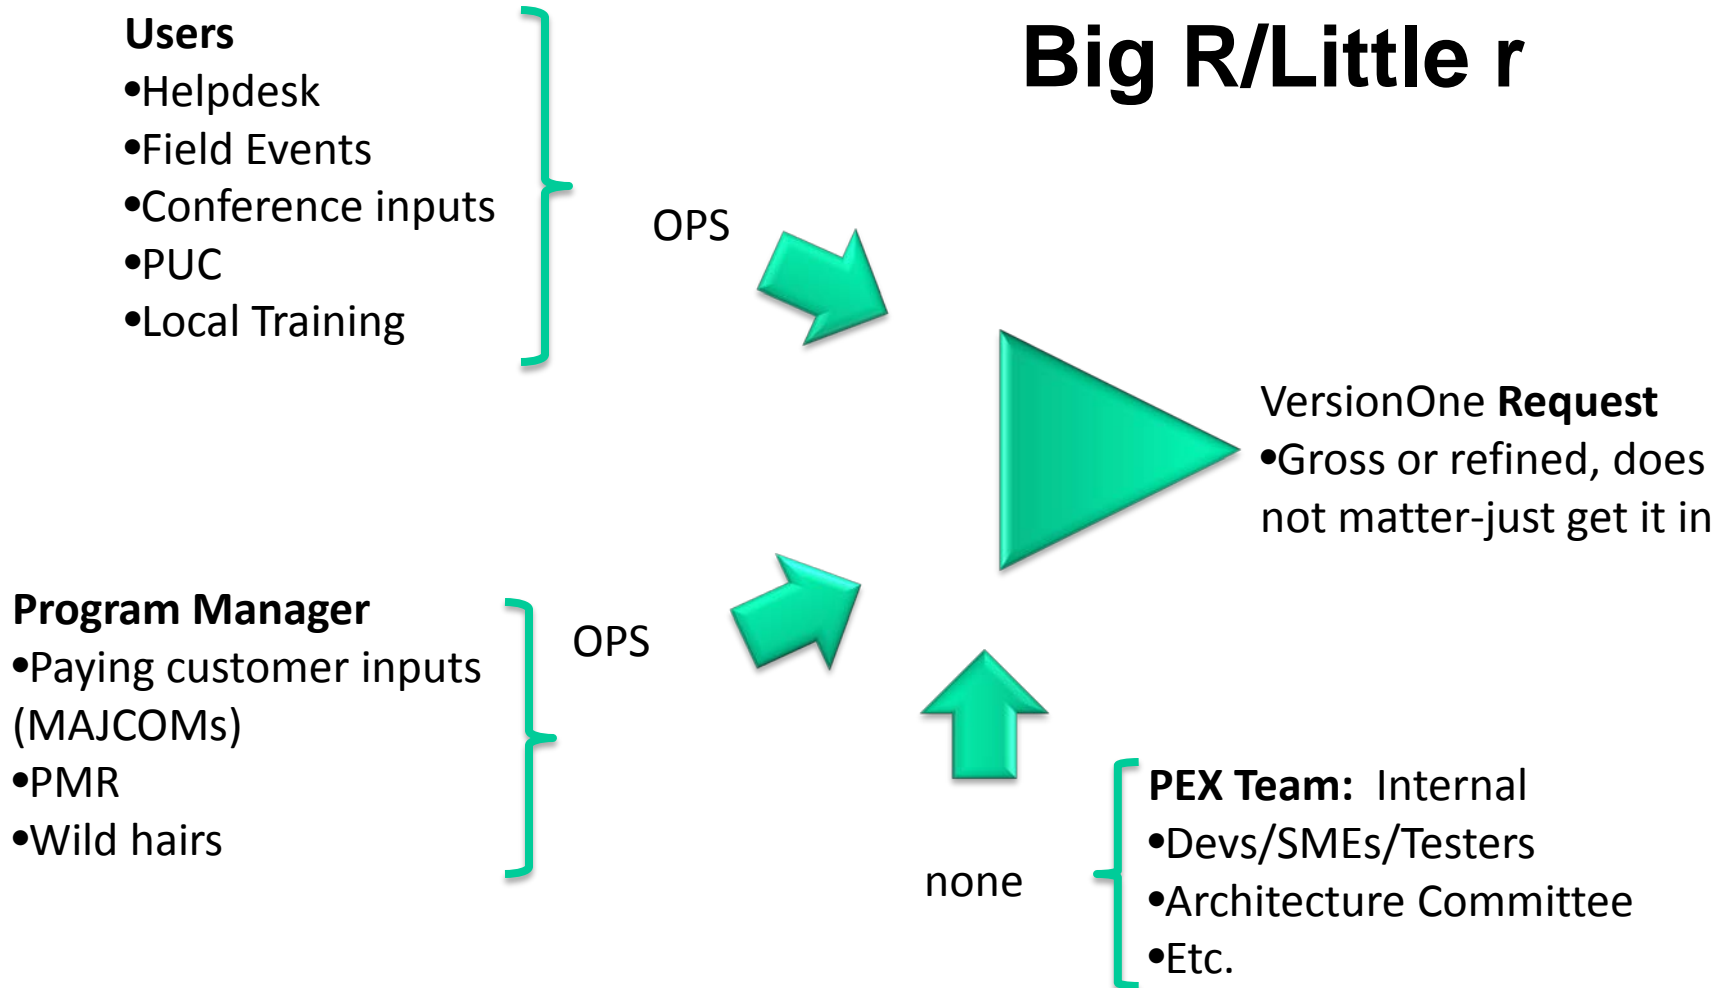 Big R/Little r
Users
•Helpdesk
•Field Events
•Conference inputs
•PUC
•Local Training
OPS
VersionOne Request
•Gross or refined, does
not matter-just get it in
Program Manager
•Paying customer inputs
(MAJCOMs)
•PMR
•Wild hairs
OPS
PEX Team:  Internal
•Devs/SMEs/Testers
•Architecture Committee
•Etc.
none